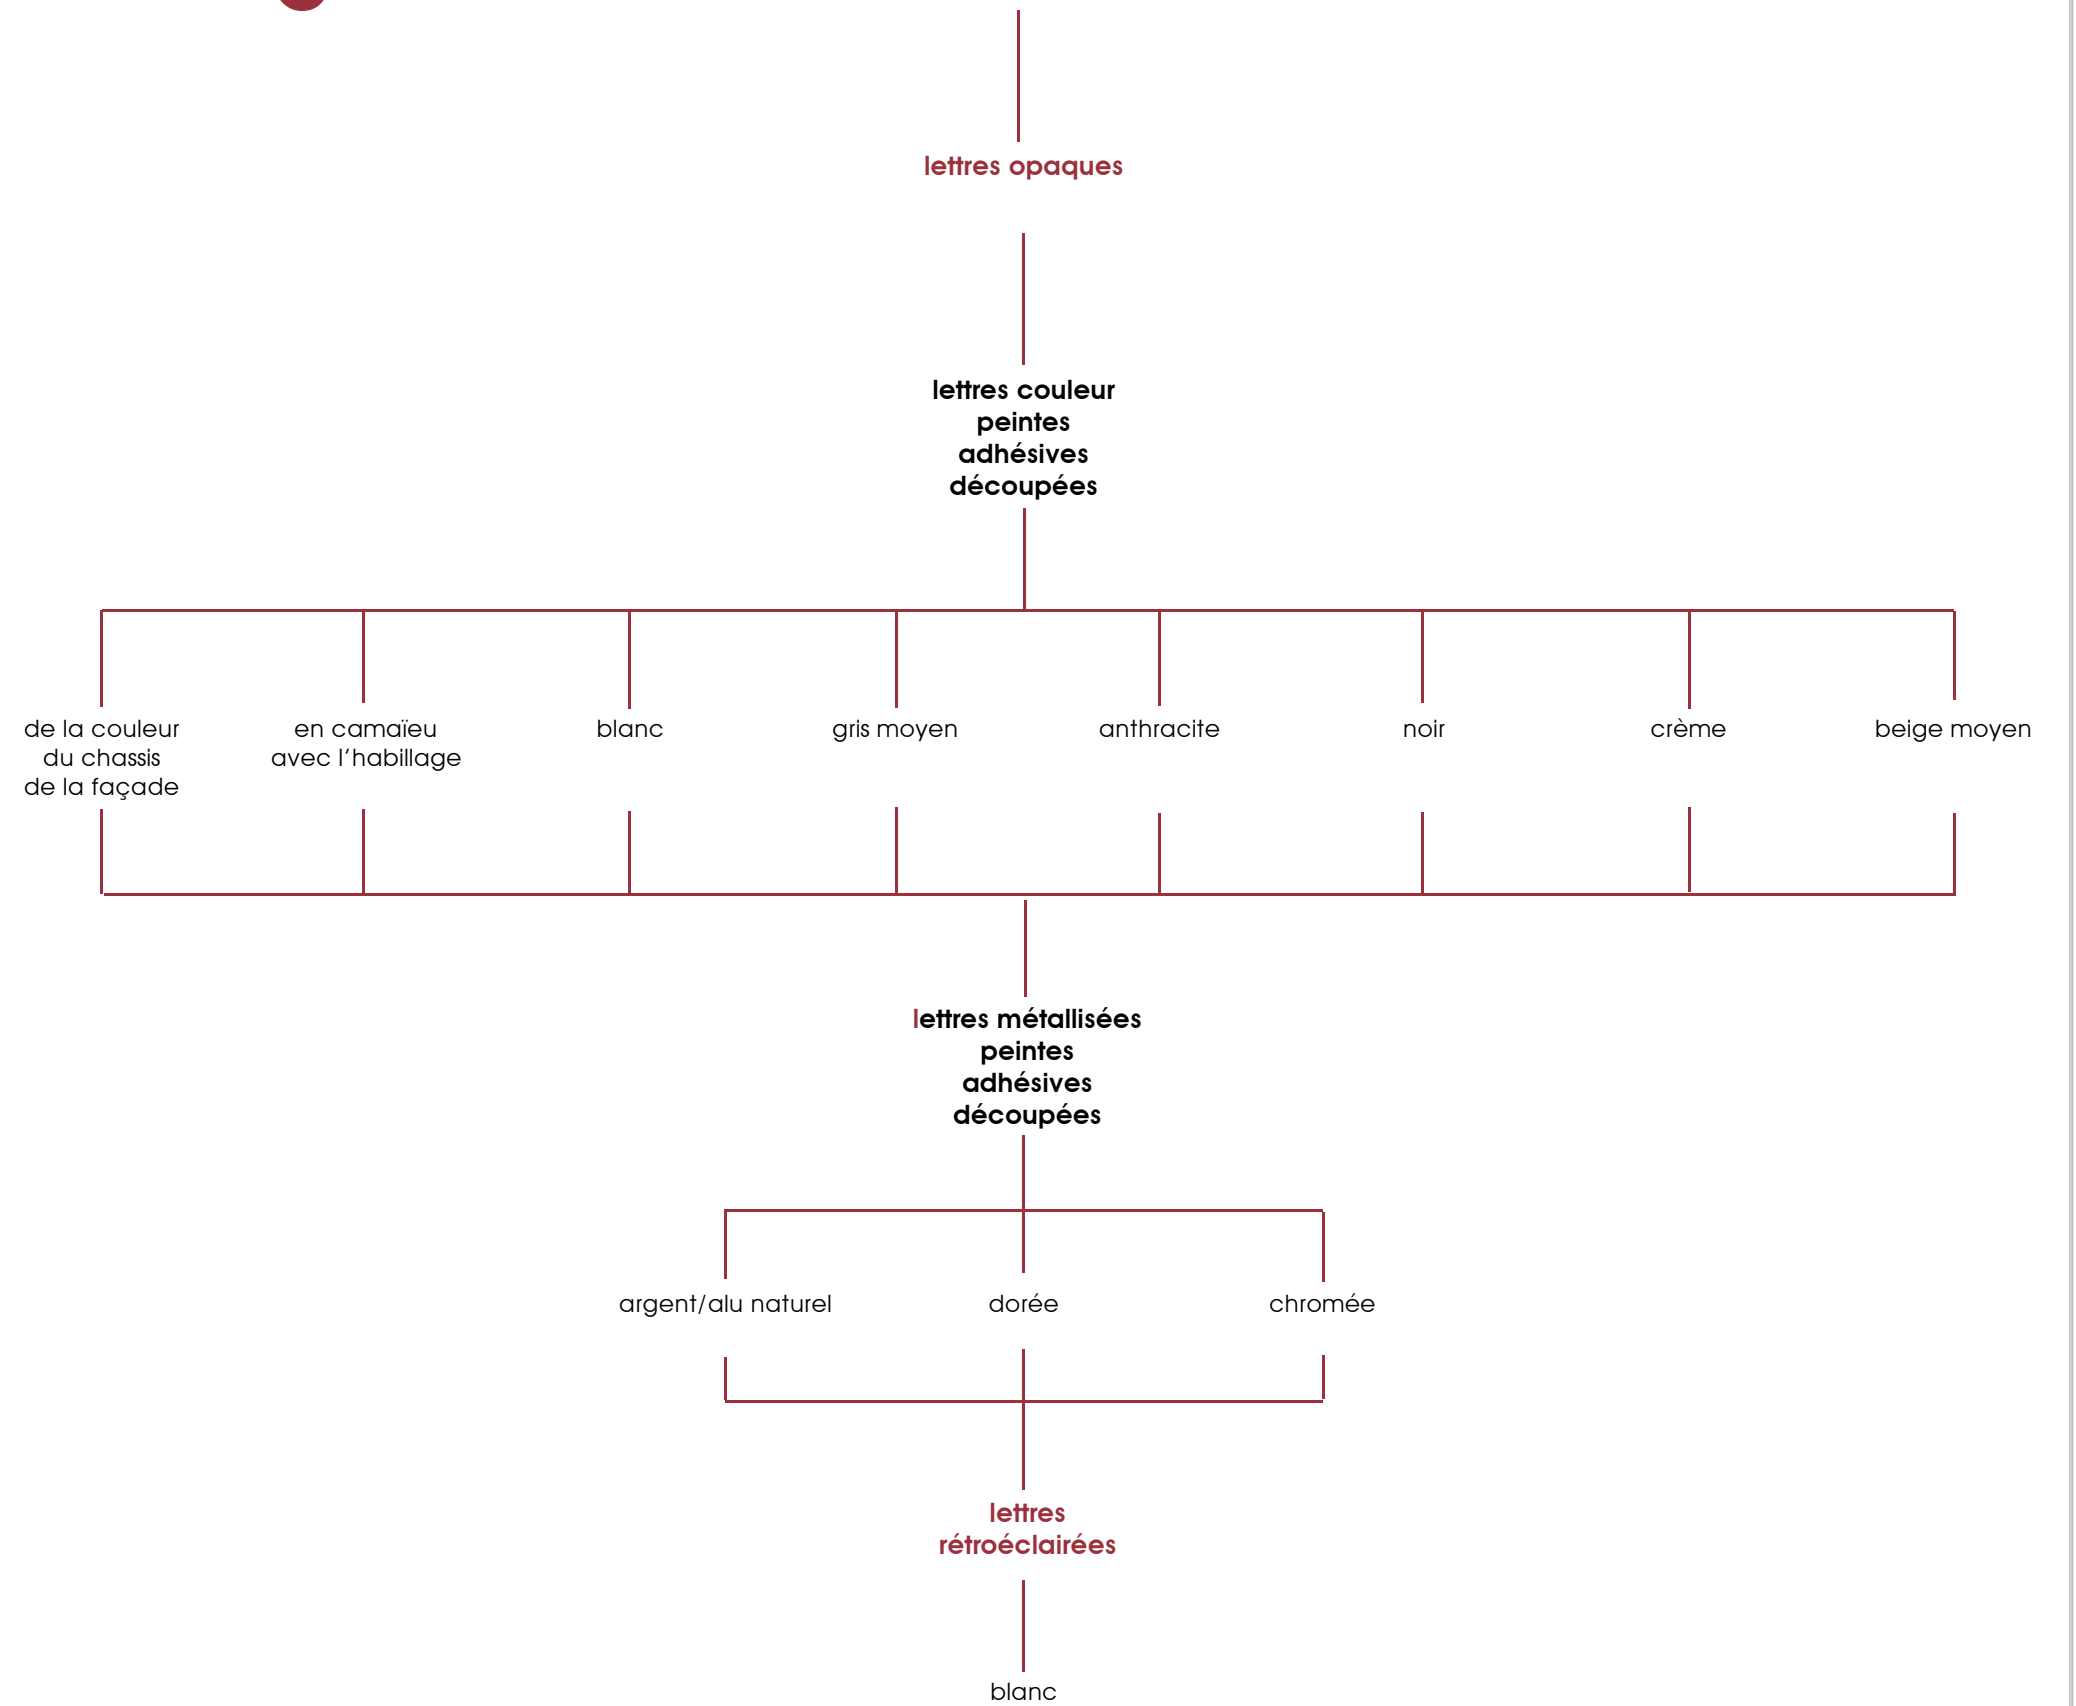 lettres opaques
lettres couleur
peintes
adhésives
découpées
de la couleur
du chassis
de la façade
en camaïeu
avec l’habillage
blanc
gris moyen
anthracite
noir
crème
beige moyen
lettres métallisées
peintes
adhésives
découpées
argent/alu naturel
dorée
chromée
lettres
rétroéclairées
blanc